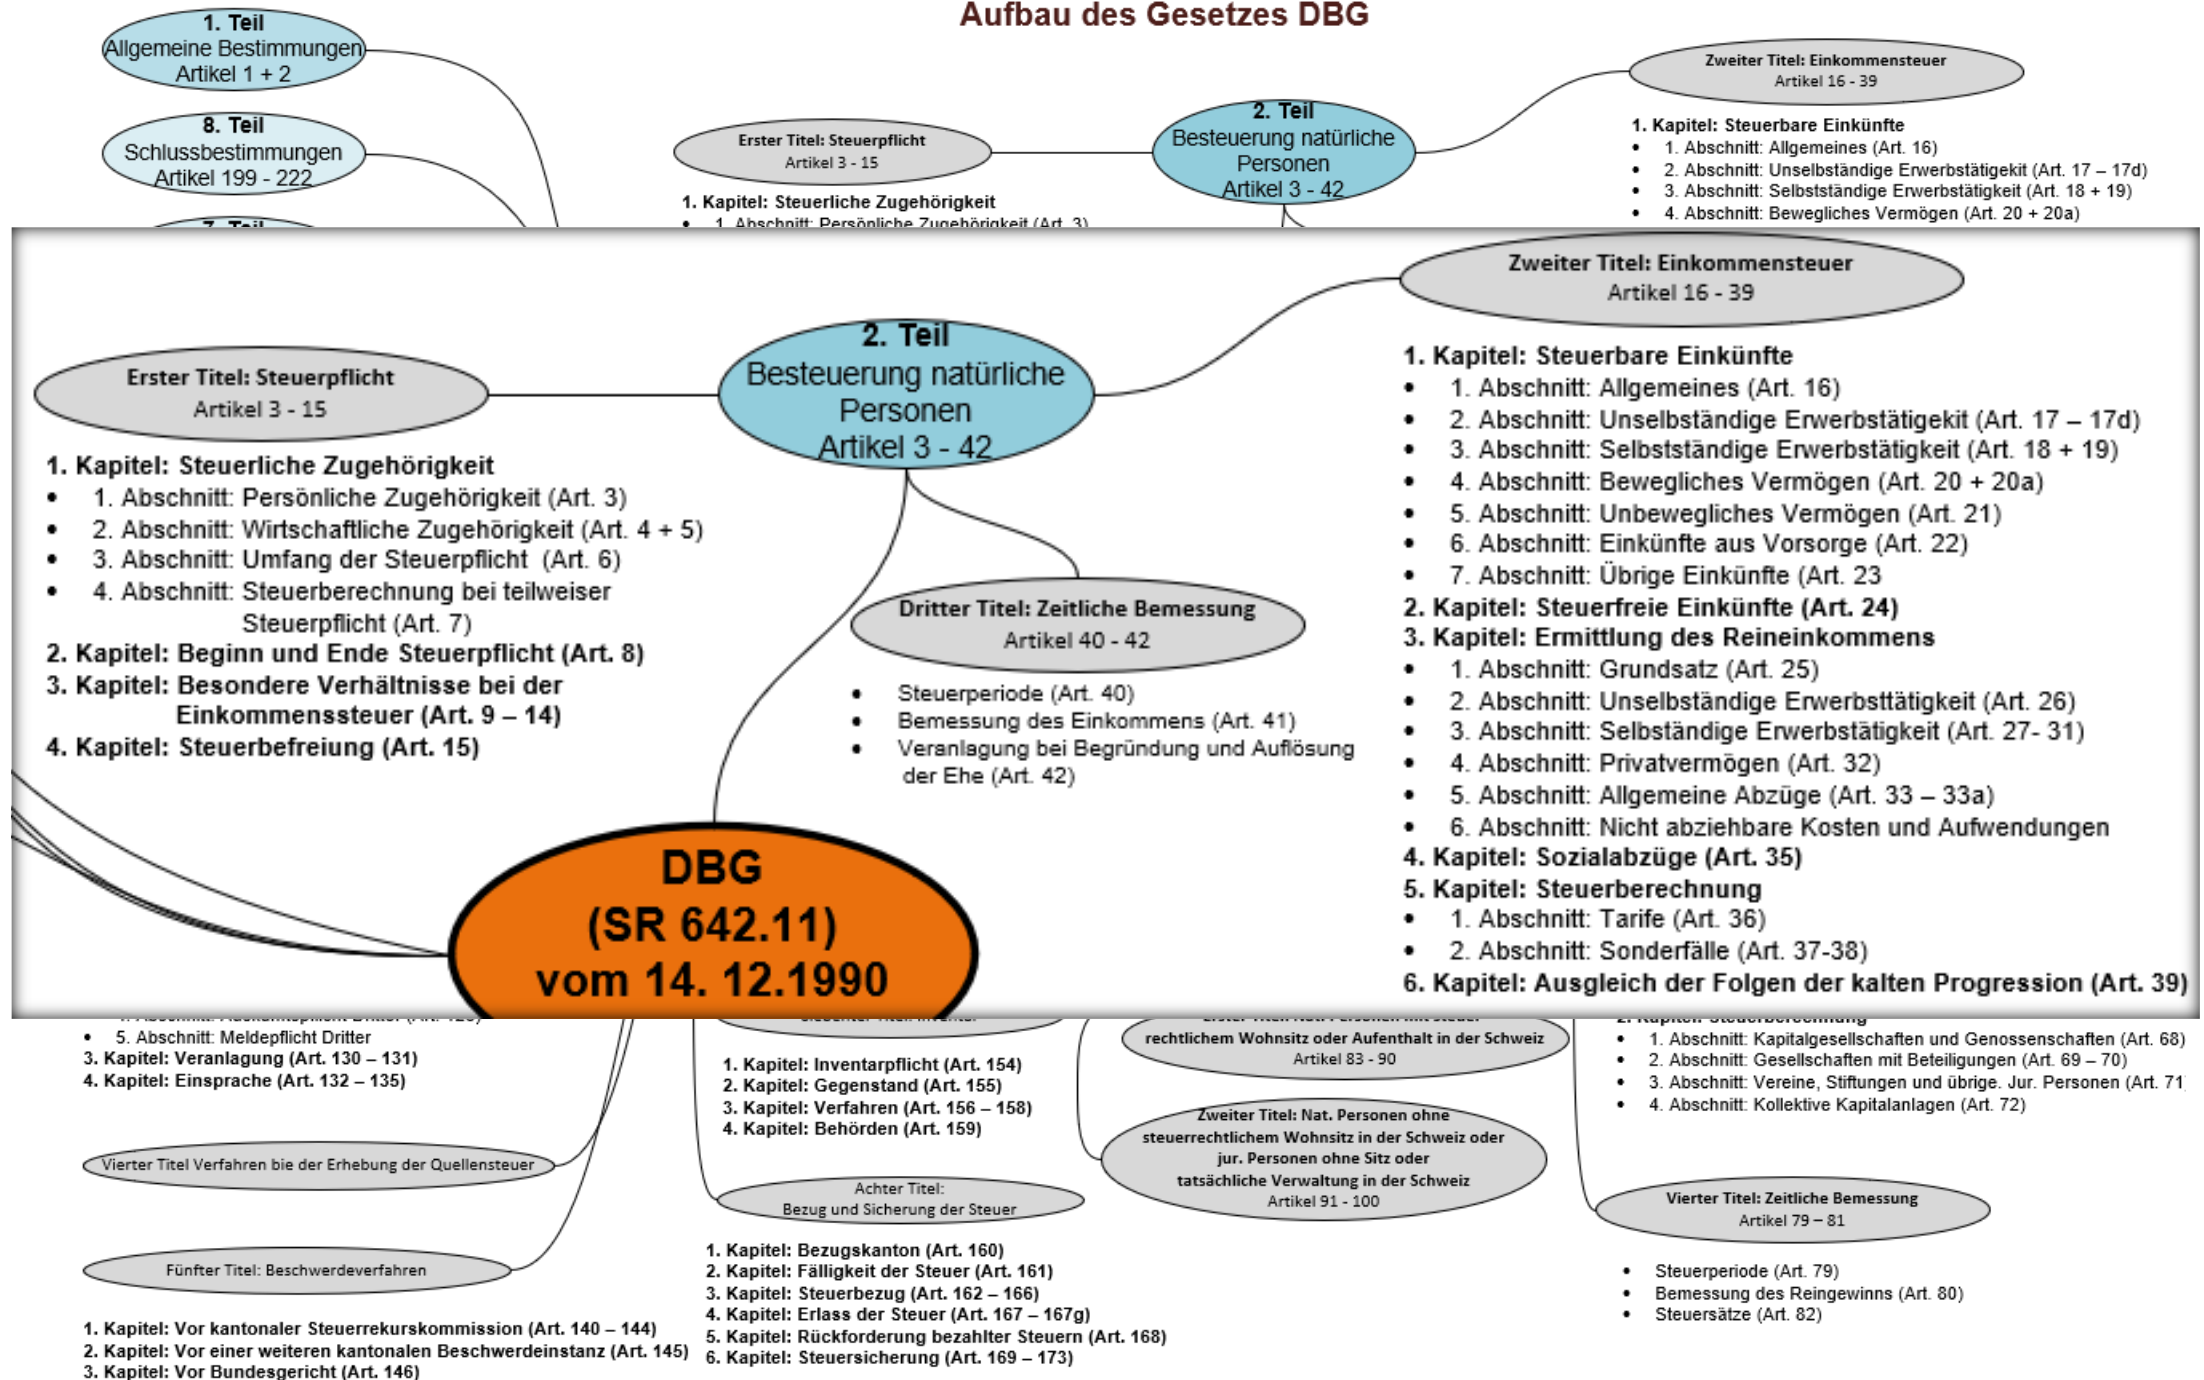 Aufbau des Gesetzes DBG
1. Teil
Allgemeine Bestimmungen
Artikel 1 + 2
8. Teil
Schlussbestimmungen
Artikel 199 - 222
7. Teil
Erster Titel: Steuerpflicht
Artikel 3 - 15
1. Kapitel: Steuerliche Zugehörigkeit
• 1. Abschnitt: Persönliche Zugehörigkeit (Art. 3)
2. Teil
Besteuerung natürliche
Personen
Artikel 3 - 42
Zweiter Titel: Einkommensteuer
Artikel 16 - 39
1. Kapitel: Steuerbare Einkünfte
• 1. Abschnitt: Allgemeines (Art. 16)
• 2. Abschnitt: Unselbständige Erwerbstätigekit (Art. 17 – 17d)
• 3. Abschnitt: Selbstständige Erwerbstätigkeit (Art. 18 + 19)
• 4. Abschnitt: Bewegliches Vermögen (Art. 20 + 20a)
Erster Titel: Steuerpflicht
Artikel 3 - 15
1. Kapitel: Steuerliche Zugehörigkeit
• 1. Abschnitt: Persönliche Zugehörigkeit (Art. 3)
• 2. Abschnitt: Wirtschaftliche Zugehörigkeit (Art. 4 + 5)
• 3. Abschnitt: Umfang der Steuerpflicht (Art. 6)
• 4. Abschnitt: Steuerberechnung bei teilweiser
Steuerpflicht (Art. 7)
2. Kapitel: Beginn und Ende Steuerpflicht (Art. 8)
3. Kapitel: Besondere Verhältnisse bei der
Einkommenssteuer (Art. 9 – 14)
4. Kapitel: Steuerbefreiung (Art. 15)
2. Teil
Besteuerung natürliche
Personen
Artikel 3 - 42
Dritter Titel: Zeitliche Bemessung
Artikel 40 - 42
• Steuerperiode (Art. 40)
• Bemessung des Einkommens (Art. 41)
• Veranlagung bei Begründung und Auflösung
der Ehe (Art. 42)
Zweiter Titel: Einkommensteuer
Artikel 16 - 39
1. Kapitel: Steuerbare Einkünfte
• 1. Abschnitt: Allgemeines (Art. 16)
• 2. Abschnitt: Unselbständige Erwerbstätigekit (Art. 17 – 17d)
• 3. Abschnitt: Selbstständige Erwerbstätigkeit (Art. 18 + 19)
• 4. Abschnitt: Bewegliches Vermögen (Art. 20 + 20a)
• 5. Abschnitt: Unbewegliches Vermögen (Art. 21)
• 6. Abschnitt: Einkünfte aus Vorsorge (Art. 22)
• 7. Abschnitt: Übrige Einkünfte (Art. 23
2. Kapitel: Steuerfreie Einkünfte (Art. 24)
3. Kapitel: Ermittlung des Reineinkommens
• 1. Abschnitt: Grundsatz (Art. 25)
• 2. Abschnitt: Unselbständige Erwerbsttätigkeit (Art. 26)
• 3. Abschnitt: Selbständige Erwerbstätigkeit (Art. 27- 31)
• 4. Abschnitt: Privatvermögen (Art. 32)
• 5. Abschnitt: Allgemeine Abzüge (Art. 33 – 33a)
• 6. Abschnitt: Nicht abziehbare Kosten und Aufwendungen
4. Kapitel: Sozialabzüge (Art. 35)
5. Kapitel: Steuerberechnung
• 1. Abschnitt: Tarife (Art. 36)
• 2. Abschnitt: Sonderfälle (Art. 37-38)
6. Kapitel: Ausgleich der Folgen der kalten Progression (Art. 39)
DBG
(SR 642.11)
vom 14. 12.1990
• 5. Abschnitt: Meldepflicht Dritter
3. Kapitel: Veranlagung (Art. 130 – 131)
4. Kapitel: Einsprache (Art. 132 – 135)
Vierter Titel Verfahren bie der Erhebung der Quellensteuer
Fünfter Titel: Beschwerdeverfahren
1. Kapitel: Vor kantonaler Steuerrekurskommission (Art. 140 – 144)
2. Kapitel: Vor einer weiteren kantonalen Beschwerdeinstanz (Art. 145)
3. Kapitel: Vor Bundesgericht (Art. 146)
1. Kapitel: Inventarpflicht (Art. 154)
2. Kapitel: Gegenstand (Art. 155)
3. Kapitel: Verfahren (Art. 156 – 158)
4. Kapitel: Behörden (Art. 159)
Achter Titel:
Bezug und Sicherung der Steuer
1. Kapitel: Bezugskanton (Art. 160)
2. Kapitel: Fälligkeit der Steuer (Art. 161)
3. Kapitel: Steuerbezug (Art. 162 – 166)
4. Kapitel: Erlass der Steuer (Art. 167 – 167g)
5. Kapitel: Rückforderung bezahlter Steuern (Art. 168)
6. Kapitel: Steuersicherung (Art. 169 – 173)
rechtlichem Wohnsitz oder Aufenthalt in der Schweiz
Artikel 83 - 90
Zweiter Titel: Nat. Personen ohne
steuerrechtlichem Wohnsitz in der Schweiz oder
jur. Personen ohne Sitz oder
tatsächliche Verwaltung in der Schweiz
Artikel 91 - 100
2. Kapitel: Steuerberechnung
• 1. Abschnitt: Kapitalgesellschaften und Genossenschaften (Art. 68)
• 2. Abschnitt: Gesellschaften mit Beteiligungen (Art. 69 – 70)
• 3. Abschnitt: Vereine, Stiftungen und übrige. Jur. Personen (Art. 71
• 4. Abschnitt: Kollektive Kapitalanlagen (Art. 72)
Vierter Titel: Zeitliche Bemessung
Artikel 79 – 81
• Steuerperiode (Art. 79)
• Bemessung des Reingewinns (Art. 80)
• Steuersätze (Art. 82)